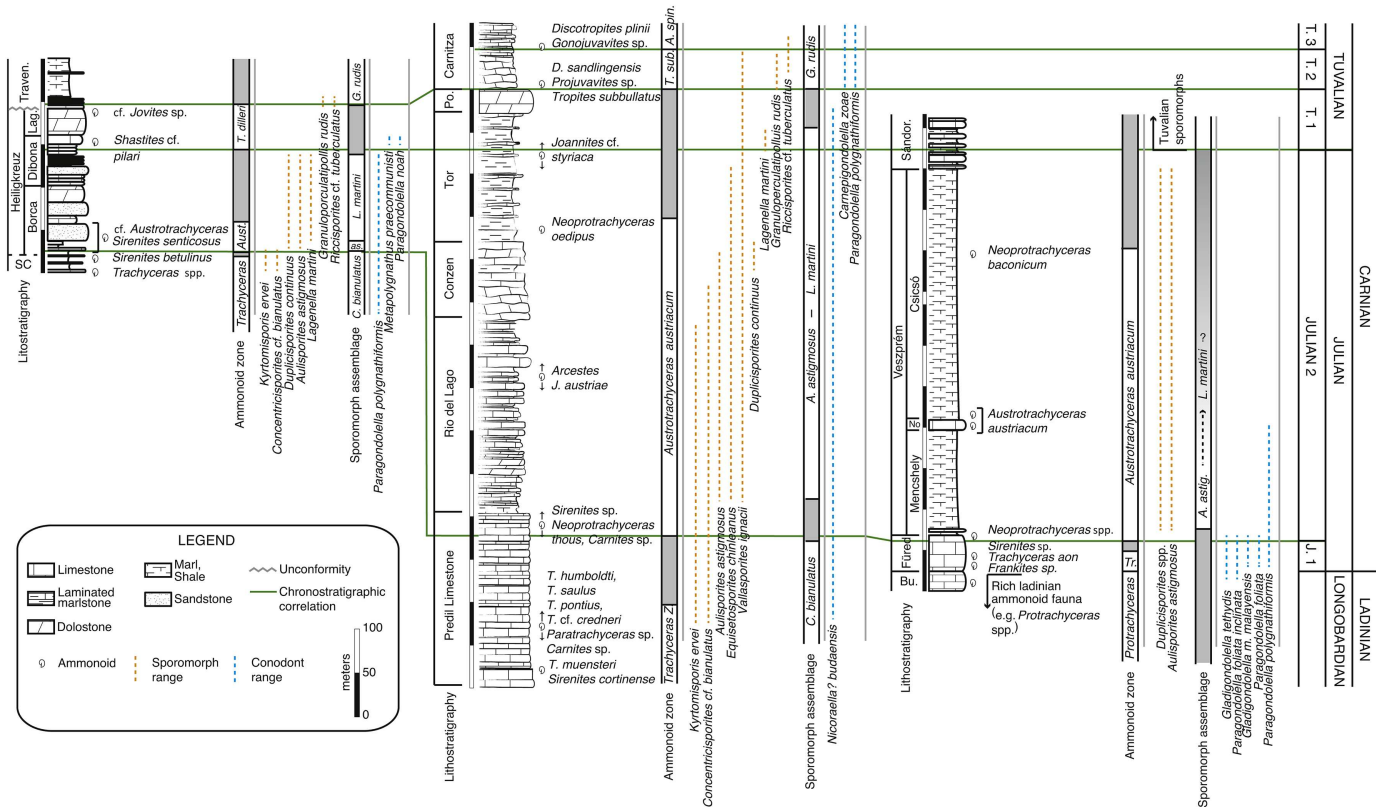 Litostratigraphy
Heiligkreuz
SC
Borca
Dibona
Lag.
Traven.
cf. Jovites sp.
Shastites cf.
pilari
cf. Austrotrachyceras
Sirenites senticosus
Sirenites betulinus
Trachyceras spp.
Ammonoid zone
Trachyceras
Aust.
T. dilleri
Kyrtomisporis ervei
Concentricisporites cf. bianulatus
Duplicisporites continuus
Aulisporites astigmosus
Lagenella martini
Granuloporculatipollis rudis
Riccisporites cf. tuberculatus
Sporomorph assemblage
C. bianulatus
as.
L. martini
G. rudis
Paragondolella polygnathiformis
Metapolygnathus praecommunisti
Paragondolella noah
Lithostratigraphy
Predil Limestone
Rio del Lago
Conzen
Tor
Po.
Carnitza
Discotropites plinii
Gonojuvavites sp.
D. sandlingensis
Projuvavites sp.
Tropites subbullatus
Joannites cf.
styriaca
Neoprotrachyceras
oedipus
Arcestes
J. austriae
Sirenites sp.
Neoprotrachyceras
thous, Carnites sp.
T. humboldti,
T. saulus
T. pontius,
T. cf. credneri
Paratrachyceras sp.
Carnites sp.
T. muensteri
Sirenites cortinense
Ammonoid zone
Trachyceras Z
Austrotrachyceras austriacum
T. sub.
A. spin.
Kyrtomisporis ervei
Concentricisporites cf. bianulatus
Aulisporites astigmosus
Equisetosporites chinleanus
Vallasporites ignacii
Duplicisporites continuus
Lagenella martini
Granuloperculatipolluis rudis
Riccisporites cf. tuberculatus
Sporomorph assemblage
C. bianulatus
A. astigmosus – L. martini
G. rudis
Nicoraella? budaensis
Carnepigondolella zoae
Paragondolella polygnathiformis
Lithostratigraphy
Bu.
Füred
Mencshely
No
Csicsó
Veszprém
Sándor.
Neoprotrachyceras
baconicum
Austrotrachyceras
austriacum
Neoprotrachyceras spp.
Sirenites sp.
Trachyceras aon
Frankites sp.
Rich ladinian
ammonoid fauna
(e.g. Protrachyceras
spp.)
Ammonoid zone
Protrachyceras
Tr.
Austrotrachyceras austriacum
Duplicisporites spp.
Aulisporites astigmosus
Tuvalian
sporomorphs
Sporomorph assemblage
A. astig.
L. martini -?
Gladigondolella tethydis
Paragondolella foliata inclinata
Gladigondolella m. malayensis
Paragondolella foliata
Paragondolella polygnathiformis
T. 3
T. 2
T. 1
JULIAN 2
J. 1
TUVALIAN
JULIAN
LONGOBARDIAN
CARNIAN
LADINIAN
LEGEND
Limestone
Marl,
Shale
Unconformity
Laminated
marlstone
Sandstone
Chronostratigraphic
correlation
Dolostone
Ammonoid
Sporomorph
range
Conodont
range
100
50
0
meters